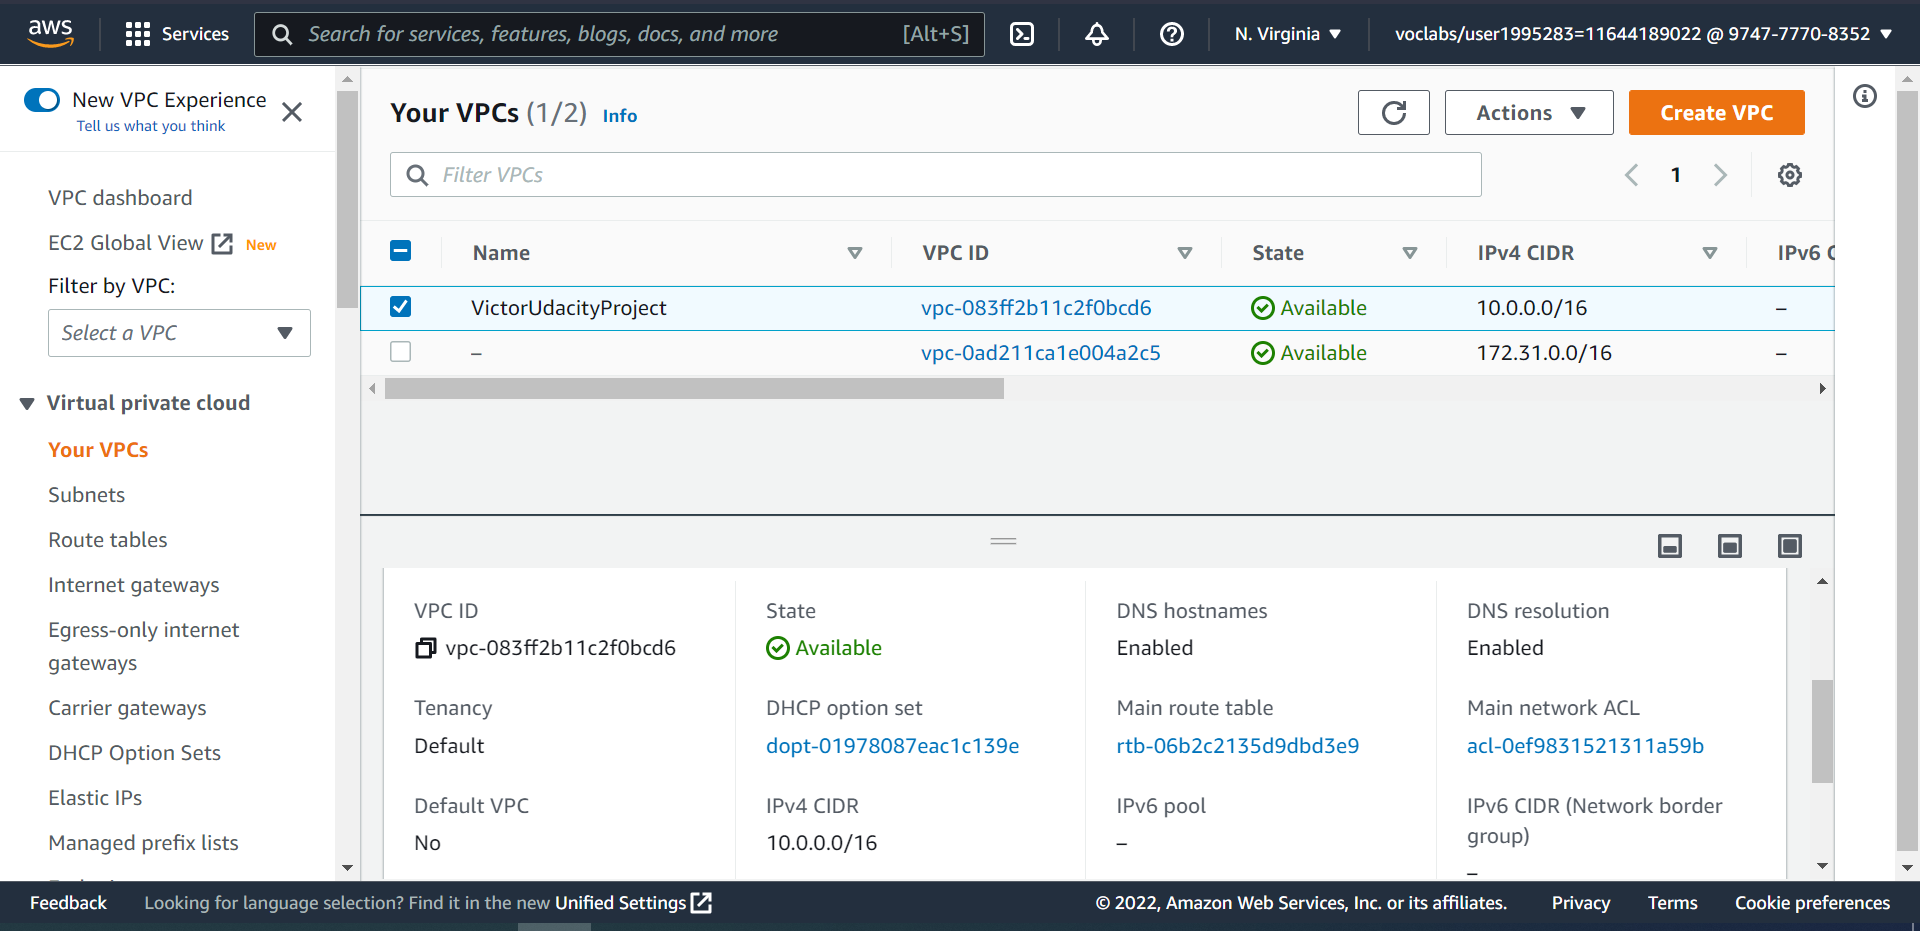 aws
Services
Search for services, features, blogs, docs, and more [Alt+S]
N. Virginia
voclabs/user1995283=11644189022 @ 9747-7770-8352
New VPC Experience
Tell us what you think
VPC dashboard
EC2 Global View New
Filter by VPC:
Select a VPC
Virtual private cloud
Your VPCs
Subnets
Route tables
Internet gateways
Egress-only internet
gateways
Carrier gateways
DHCP Option Sets
Elastic IPs
Managed prefix lists
Your VPCs (1/2) Info
Actions
Create VPC
Filter VPCs
1
Name VPC ID State IPv4 CIDR IPv6 C
VictorUdacityProject vpc-083ff2b11c2f0bcd6 Available 10.0.0.0/16 –
– vpc-0ad211ca1e004a2c5 Available 172.31.0.0/16 –
VPC ID State DNS hostnames DNS resolution
vpc-083ff2b11c2f0bcd6 Available Enabled Enabled
Tenancy DHCP option set Main route table Main network ACL
Default dopt-01978087eac1c139e rtb-06b2c2135d9dbd3e9 acl-0ef9831521311a59b
Default VPC IPv4 CIDR IPv6 pool IPv6 CIDR (Network border
group)
No 10.0.0.0/16 – –
Feedback Looking for language selection? Find it in the new Unified Settings
© 2022, Amazon Web Services, Inc. or its affiliates. Privacy Terms Cookie preferences